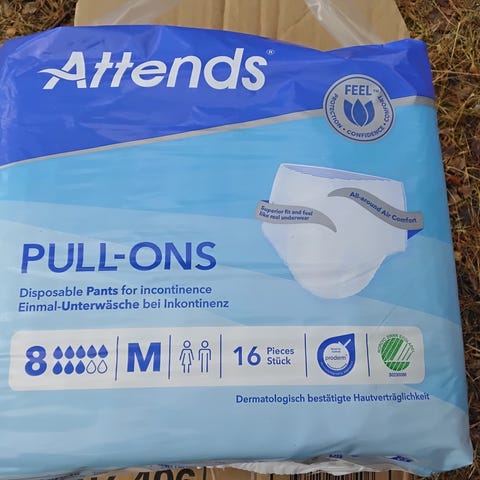 Attends®
FEEL™
PROTECTION • CONFIDENCE • COMFORT
Superior fit and feel
like real underwear
All-around Air Comfort
PULL-ONS
Disposable Pants for incontinence
Einmal-Unterwäsche bei Inkontinenz
8 M 16 Pieces
Stück
proderm
Dermatologisch bestätigte Hautverträglichkeit